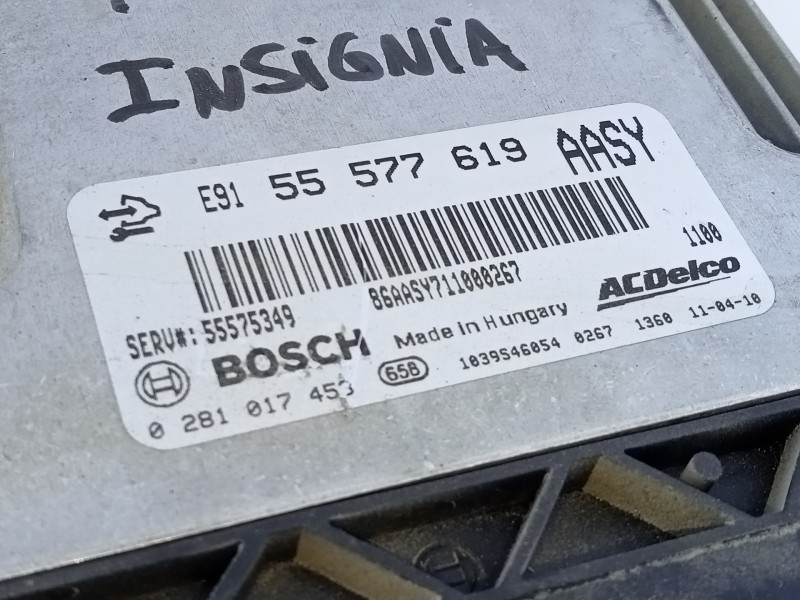 INSIGNIA
E91 55 577 619 AASY
1100
86AASY711000267
SERV#: 55575349
ACDelco
BOSCH Made in Hungary
658
1039S46054 0267 1360 11-04-10
0 281 017 453